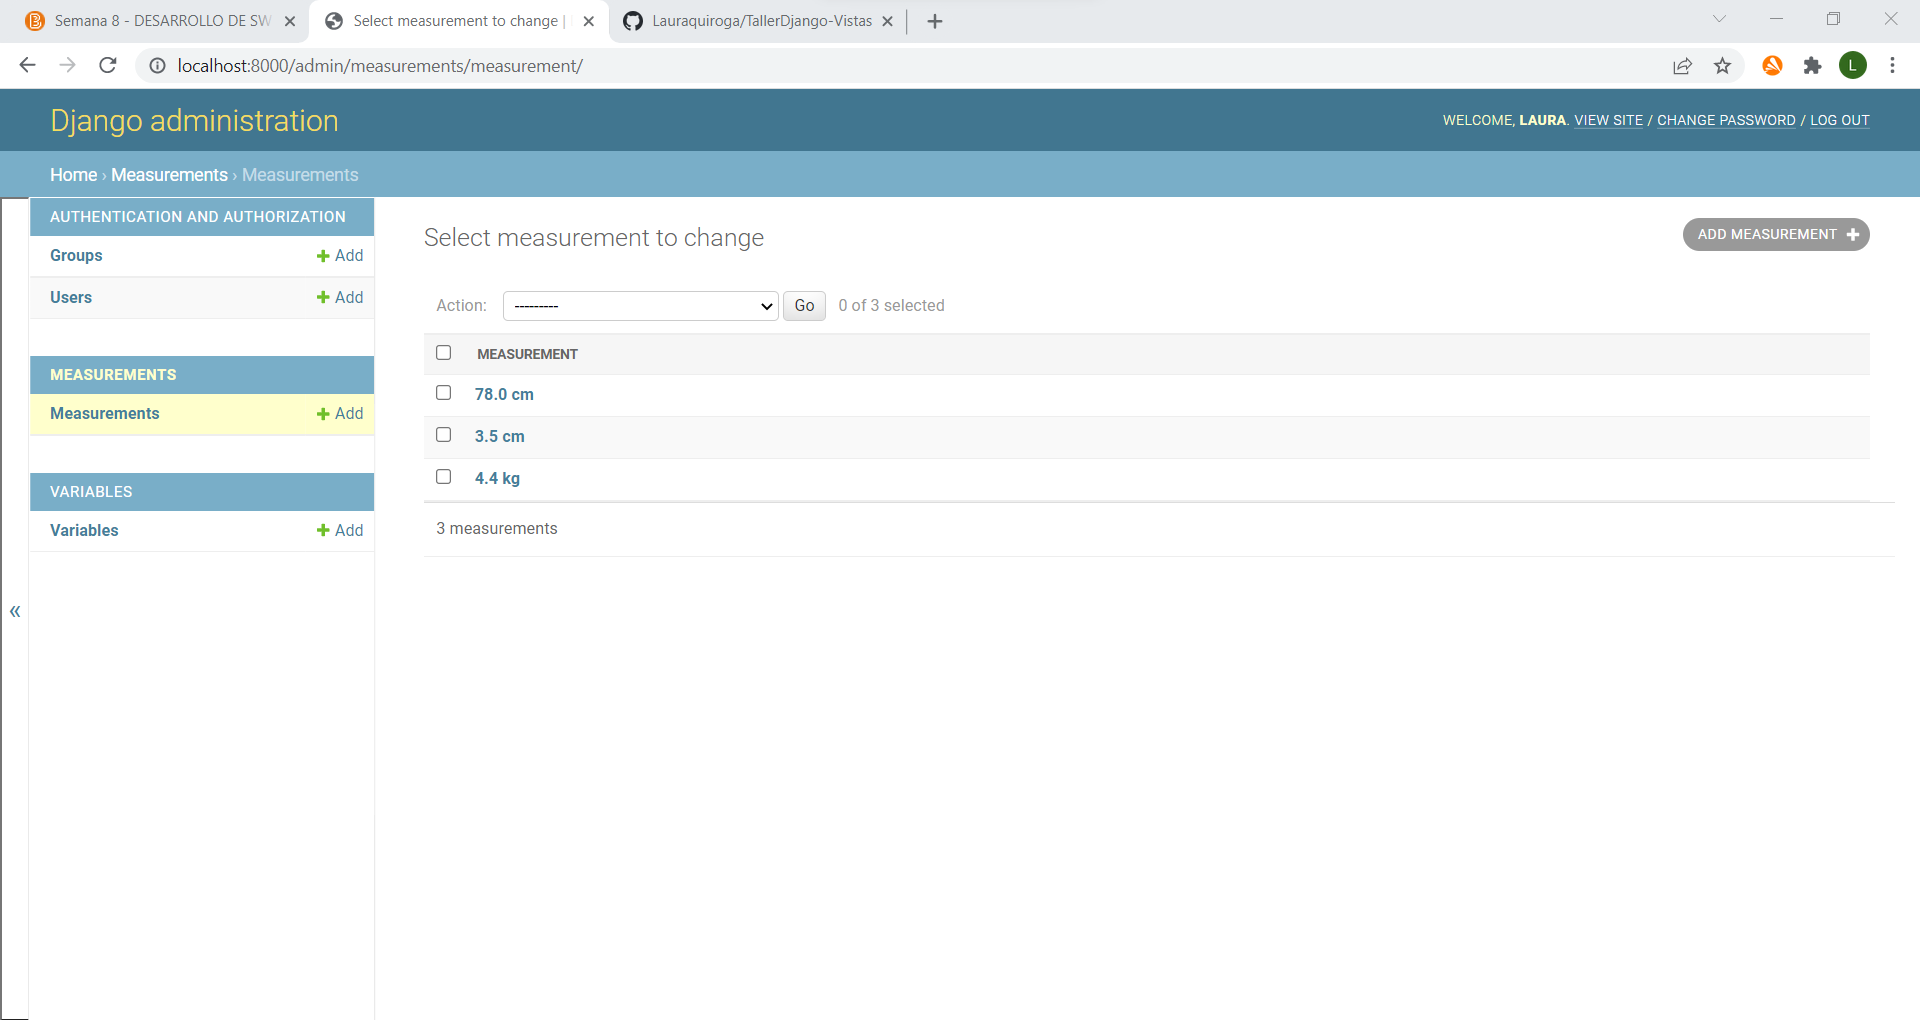 Semana 8 - DESARROLLO DE SW
Select measurement to change |
Lauraquiroga/TallerDjango-Vistas
localhost:8000/admin/measurements/measurement/
L
Django administration
WELCOME, LAURA. VIEW SITE / CHANGE PASSWORD / LOG OUT
Home › Measurements › Measurements
AUTHENTICATION AND AUTHORIZATION
Groups
Add
Users
Add
MEASUREMENTS
Measurements
Add
VARIABLES
Variables
Add
«
Select measurement to change
ADD MEASUREMENT
Action: --------- Go 0 of 3 selected
MEASUREMENT
78.0 cm
3.5 cm
4.4 kg
3 measurements